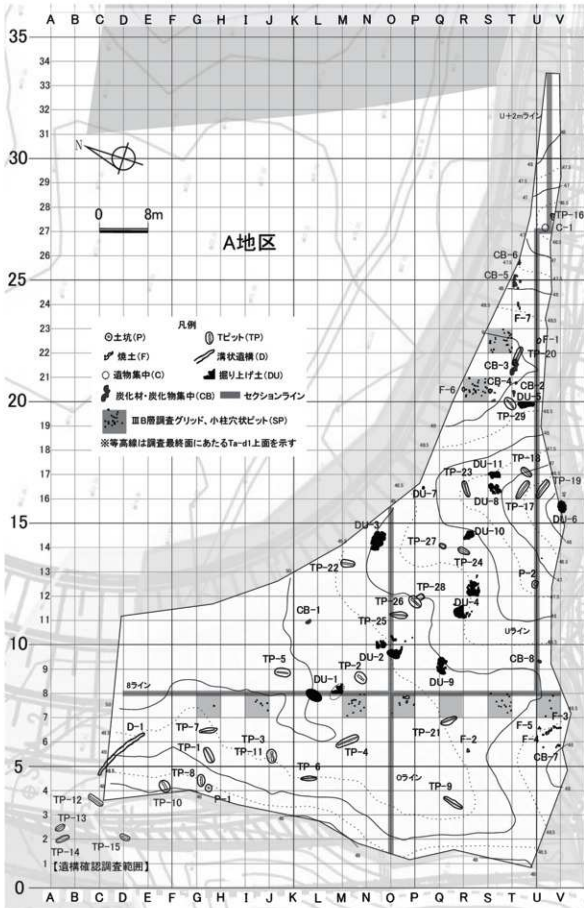 A B C D E F G H I J K L M N O P Q R S T U V
35
34
33
32
31
30
29
28
27
26
25
24
23
22
21
20
19
18
17
16
15
14
13
12
11
10
9
8
7
6
5
4
3
2
1
0
N
0 8m
A地区
凡例
土坑(P)
Tピット(TP)
焼土(F)
溝状遺構(D)
遺物集中(C)
掘り上げ土(DU)
炭化材・炭化物集中(CB)
セクションライン
ⅢB層調査グリッド、小柱穴状ピット(SP)
※等高線は調査最終面にあたるTa-d1上面を示す
U+2mライン
TP-16
C-1
CB-6
CB-5
F-7
F-1
TP-20
CB-3
CB-4
F-6
CB-2
DU-5
TP-29
TP-18
DU-11
TP-23
TP-19
DU-7
DU-8
TP-17
DU-6
DU-3
DU-10
TP-27
TP-22
TP-24
P-2
TP-28
TP-26
DU-4
CB-1
TP-25
Uライン
DU-2
TP-5
TP-2
DU-1
DU-9
CB-8
8ライン
D-1
TP-7
TP-3
TP-21
F-3
F-5
F-4
TP-1
TP-11
TP-4
F-2
CB-7
TP-8
TP-6
Oライン
TP-12
TP-10
P-1
TP-9
TP-13
TP-14
TP-15
【遺構確認調査範囲】
A B C D E F G H I J K L M N O P Q R S T U V